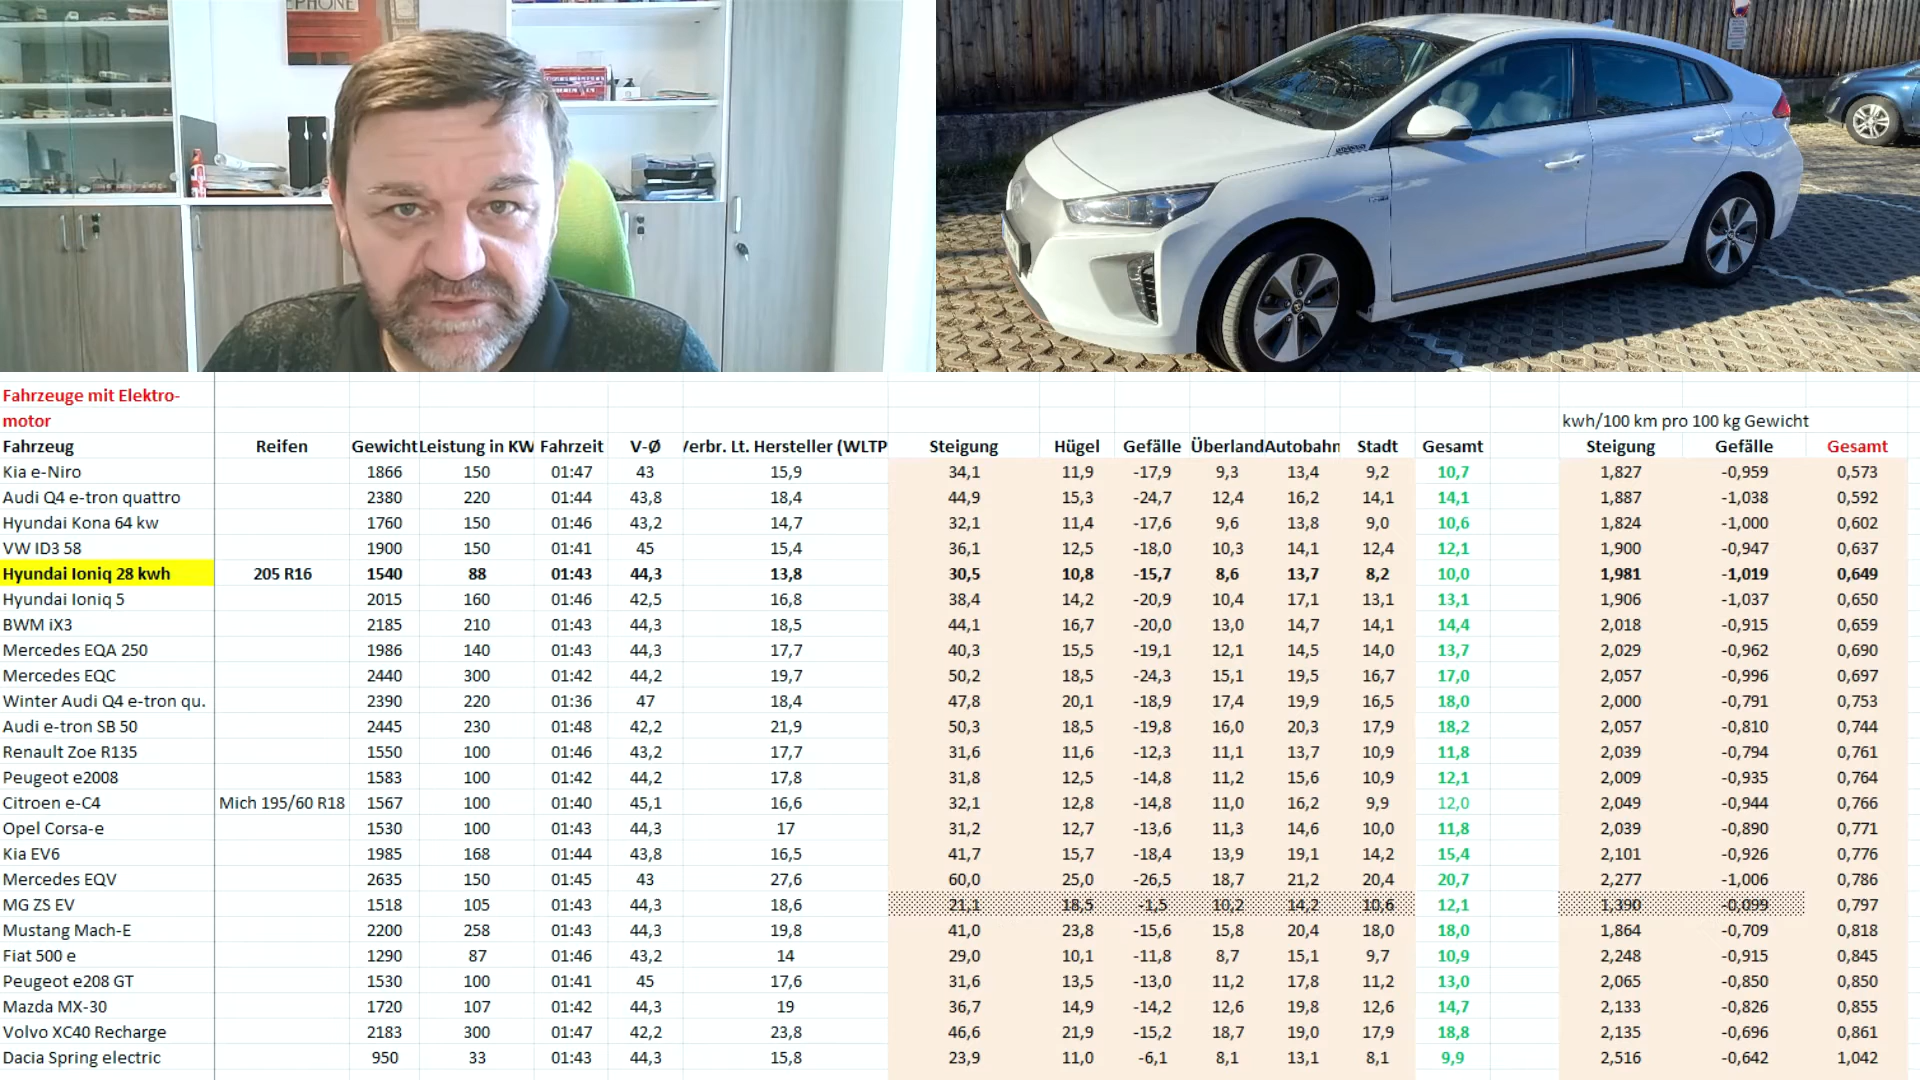 PHONE
Fahrzeuge mit Elektro-
motor
kwh/100 km pro 100 kg Gewicht
Fahrzeug Reifen Gewicht Leistung in KW Fahrzeit V-Ø Verbr. Lt. Hersteller (WLTP Steigung Hügel Gefälle Überland Autobahn Stadt Gesamt Steigung Gefälle Gesamt
Kia e-Niro 1866 150 01:47 43 15,9 34,1 11,9 -17,9 9,3 13,4 9,2 10,7 1,827 -0,959 0,573
Audi Q4 e-tron quattro 2380 220 01:44 43,8 18,4 44,9 15,3 -24,7 12,4 16,2 14,1 14,1 1,887 -1,038 0,592
Hyundai Kona 64 kw 1760 150 01:46 43,2 14,7 32,1 11,4 -17,6 9,6 13,8 9,0 10,6 1,824 -1,000 0,602
VW ID3 58 1900 150 01:41 45 15,4 36,1 12,5 -18,0 10,3 14,1 12,4 12,1 1,900 -0,947 0,637
Hyundai Ioniq 28 kwh 205 R16 1540 88 01:43 44,3 13,8 30,5 10,8 -15,7 8,6 13,7 8,2 10,0 1,981 -1,019 0,649
Hyundai Ioniq 5 2015 160 01:46 42,5 16,8 38,4 14,2 -20,9 10,4 17,1 13,1 13,1 1,906 -1,037 0,650
BWM iX3 2185 210 01:43 44,3 18,5 44,1 16,7 -20,0 13,0 14,7 14,1 14,4 2,018 -0,915 0,659
Mercedes EQA 250 1986 140 01:43 44,3 17,7 40,3 15,5 -19,1 12,1 14,5 14,0 13,7 2,029 -0,962 0,690
Mercedes EQC 2440 300 01:42 44,2 19,7 50,2 18,5 -24,3 15,1 19,5 16,7 17,0 2,057 -0,996 0,697
Winter Audi Q4 e-tron qu. 2390 220 01:36 47 18,4 47,8 20,1 -18,9 17,4 19,9 16,5 18,0 2,000 -0,791 0,753
Audi e-tron SB 50 2445 230 01:48 42,2 21,9 50,3 18,5 -19,8 16,0 20,3 17,9 18,2 2,057 -0,810 0,744
Renault Zoe R135 1550 100 01:46 43,2 17,7 31,6 11,6 -12,3 11,1 13,7 10,9 11,8 2,039 -0,794 0,761
Peugeot e2008 1583 100 01:42 44,2 17,8 31,8 12,5 -14,8 11,2 15,6 10,9 12,1 2,009 -0,935 0,764
Citroen e-C4 Mich 195/60 R18 1567 100 01:40 45,1 16,6 32,1 12,8 -14,8 11,0 16,2 9,9 12,0 2,049 -0,944 0,766
Opel Corsa-e 1530 100 01:43 44,3 17 31,2 12,7 -13,6 11,3 14,6 10,0 11,8 2,039 -0,890 0,771
Kia EV6 1985 168 01:44 43,8 16,5 41,7 15,7 -18,4 13,9 19,1 14,2 15,4 2,101 -0,926 0,776
Mercedes EQV 2635 150 01:45 43 27,6 60,0 25,0 -26,5 18,7 21,2 20,4 20,7 2,277 -1,006 0,786
MG ZS EV 1518 105 01:43 44,3 18,6 21,1 18,5 -1,5 10,2 14,2 10,6 12,1 1,390 -0,099 0,797
Mustang Mach-E 2200 258 01:43 44,3 19,8 41,0 23,8 -15,6 15,8 20,4 18,0 18,0 1,864 -0,709 0,818
Fiat 500 e 1290 87 01:46 43,2 14 29,0 10,1 -11,8 8,7 15,1 9,7 10,9 2,248 -0,915 0,845
Peugeot e208 GT 1530 100 01:41 45 17,6 31,6 13,5 -13,0 11,2 17,8 11,2 13,0 2,065 -0,850 0,850
Mazda MX-30 1720 107 01:42 44,3 19 36,7 14,9 -14,2 12,6 19,8 12,6 14,7 2,133 -0,826 0,855
Volvo XC40 Recharge 2183 300 01:47 42,2 23,8 46,6 21,9 -15,2 18,7 19,0 17,9 18,8 2,135 -0,696 0,861
Dacia Spring electric 950 33 01:43 44,3 15,8 23,9 11,0 -6,1 8,1 13,1 8,1 9,9 2,516 -0,642 1,042